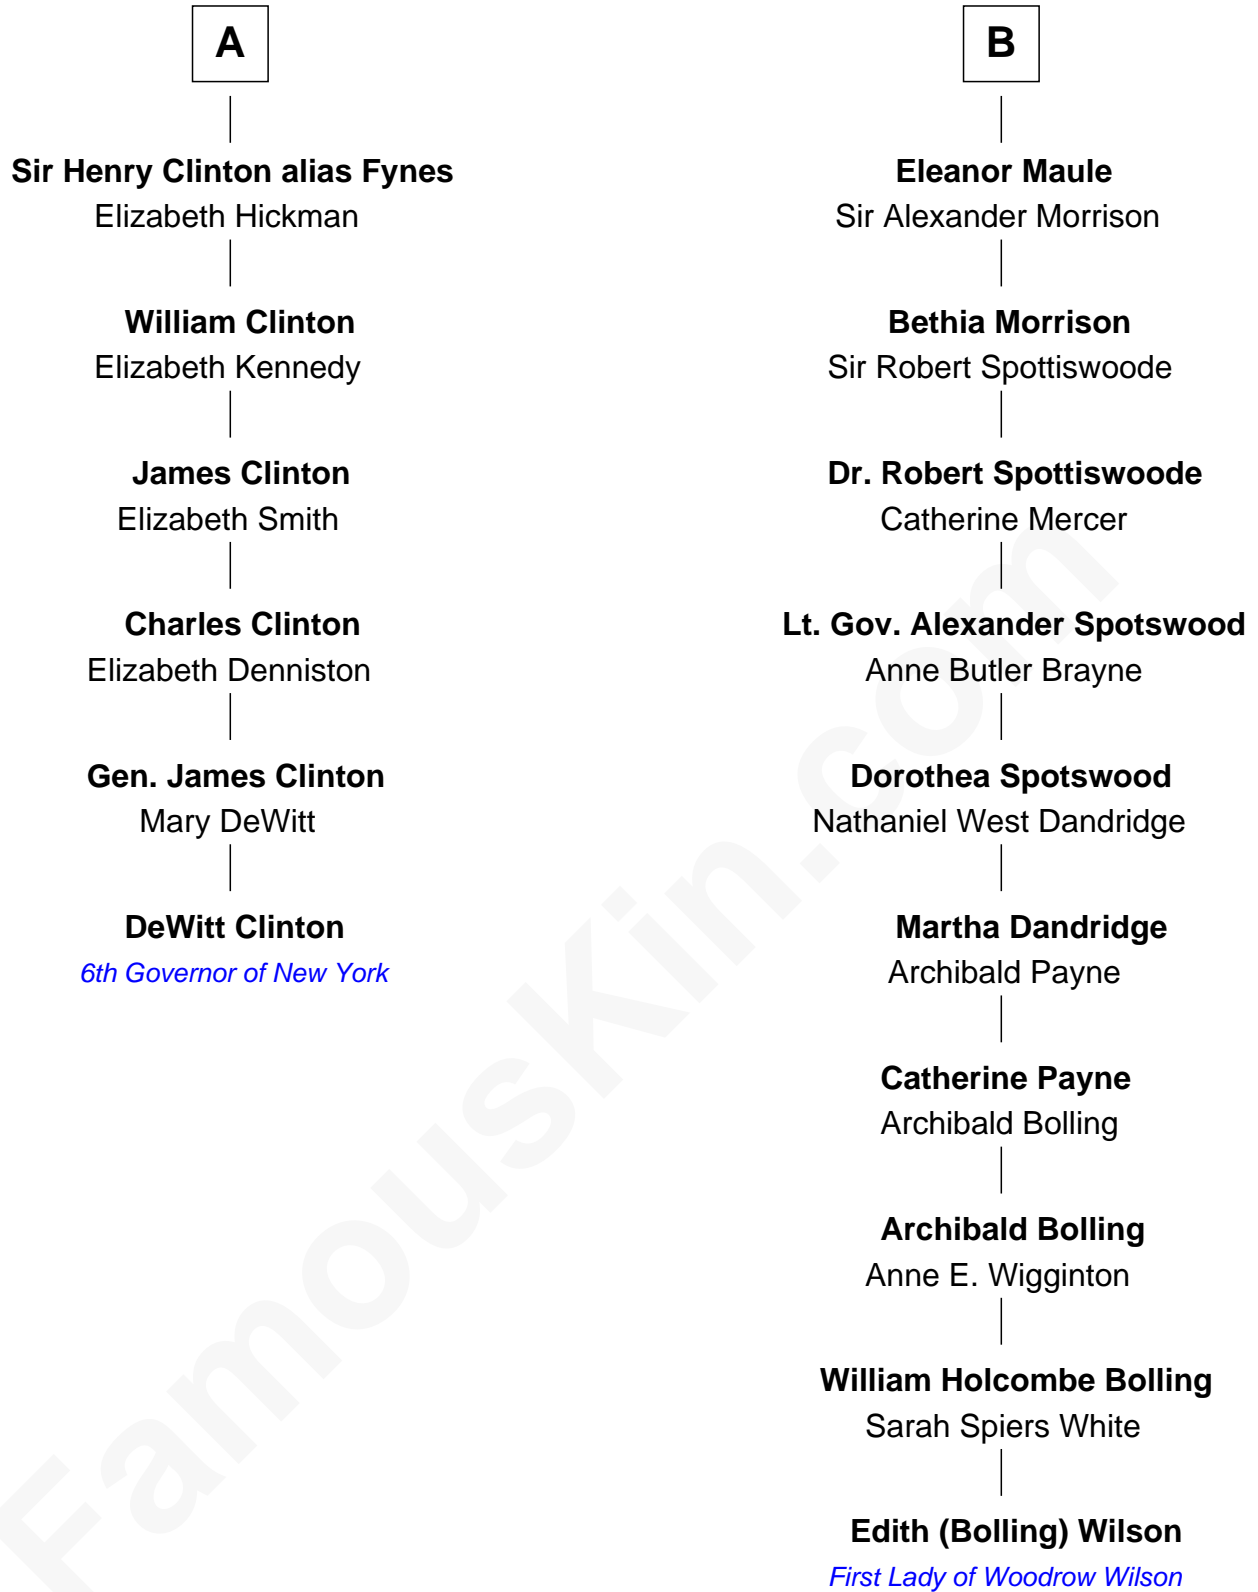 A
Sir Henry Clinton alias Fynes
Elizabeth Hickman
William Clinton
Elizabeth Kennedy
James Clinton
Elizabeth Smith
Charles Clinton
Elizabeth Denniston
Gen. James Clinton
Mary DeWitt
DeWitt Clinton
6th Governor of New York
B
Eleanor Maule
Sir Alexander Morrison
Bethia Morrison
Sir Robert Spottiswoode
Dr. Robert Spottiswoode
Catherine Mercer
Lt. Gov. Alexander Spotswood
Anne Butler Brayne
Dorothea Spotswood
Nathaniel West Dandridge
Martha Dandridge
Archibald Payne
Catherine Payne
Archibald Bolling
Archibald Bolling
Anne E. Wigginton
William Holcombe Bolling
Sarah Spiers White
Edith (Bolling) Wilson
First Lady of Woodrow Wilson
FamousKin.com